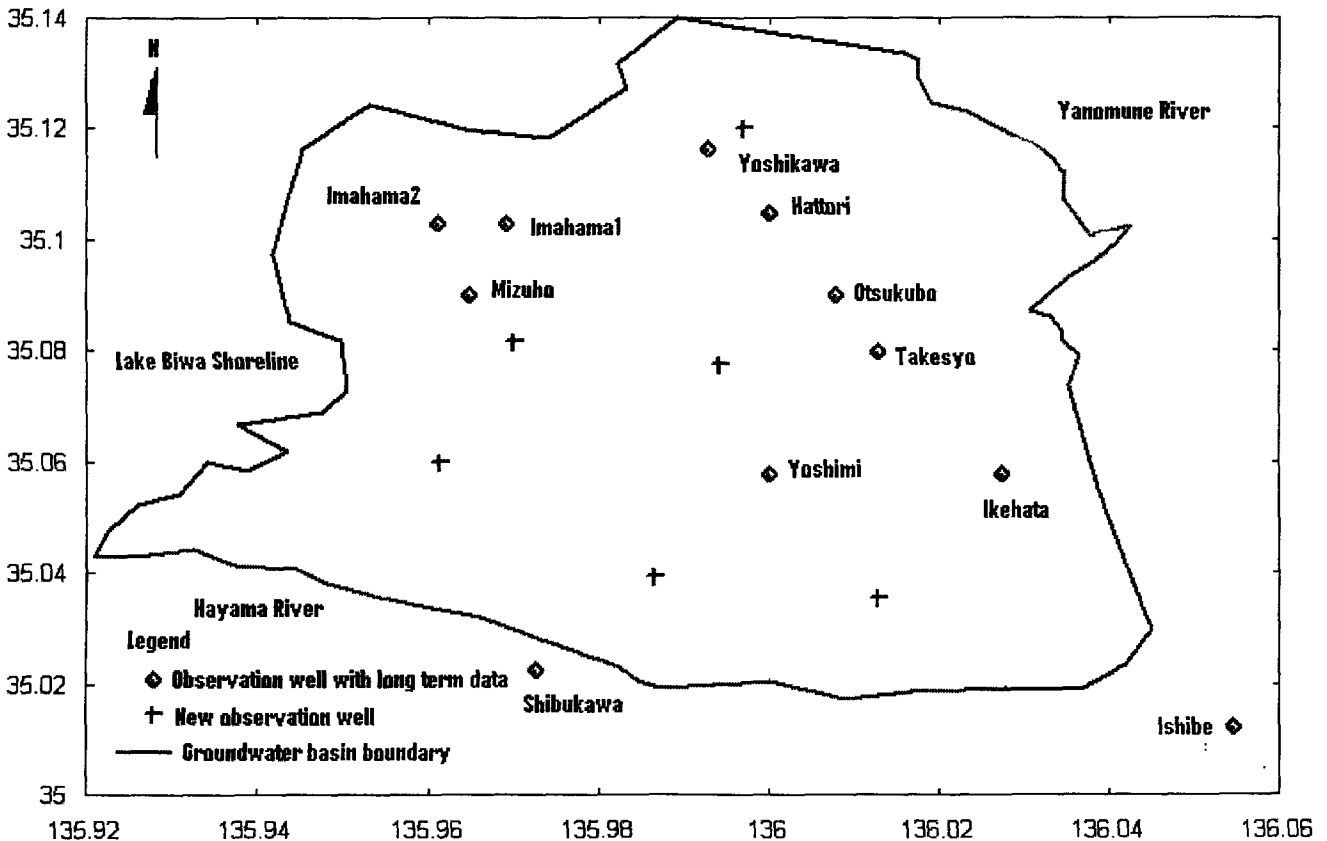 35.14
N
Yanomune River
35.12
Yoshikawa
Imahama2
Hattori
35.1
Imahama1
Mizuho
Otsukubo
35.08
Lake Biwa Shoreline
Takesya
35.06
Yoshimi
Ikehata
35.04
Hayama River
Legend
Observation well with long term data
35.02
Shibukawa
New observation well
Ishibe
Groundwater basin boundary
35
135.92 135.94 135.96 135.98 136 136.02 136.04 136.06